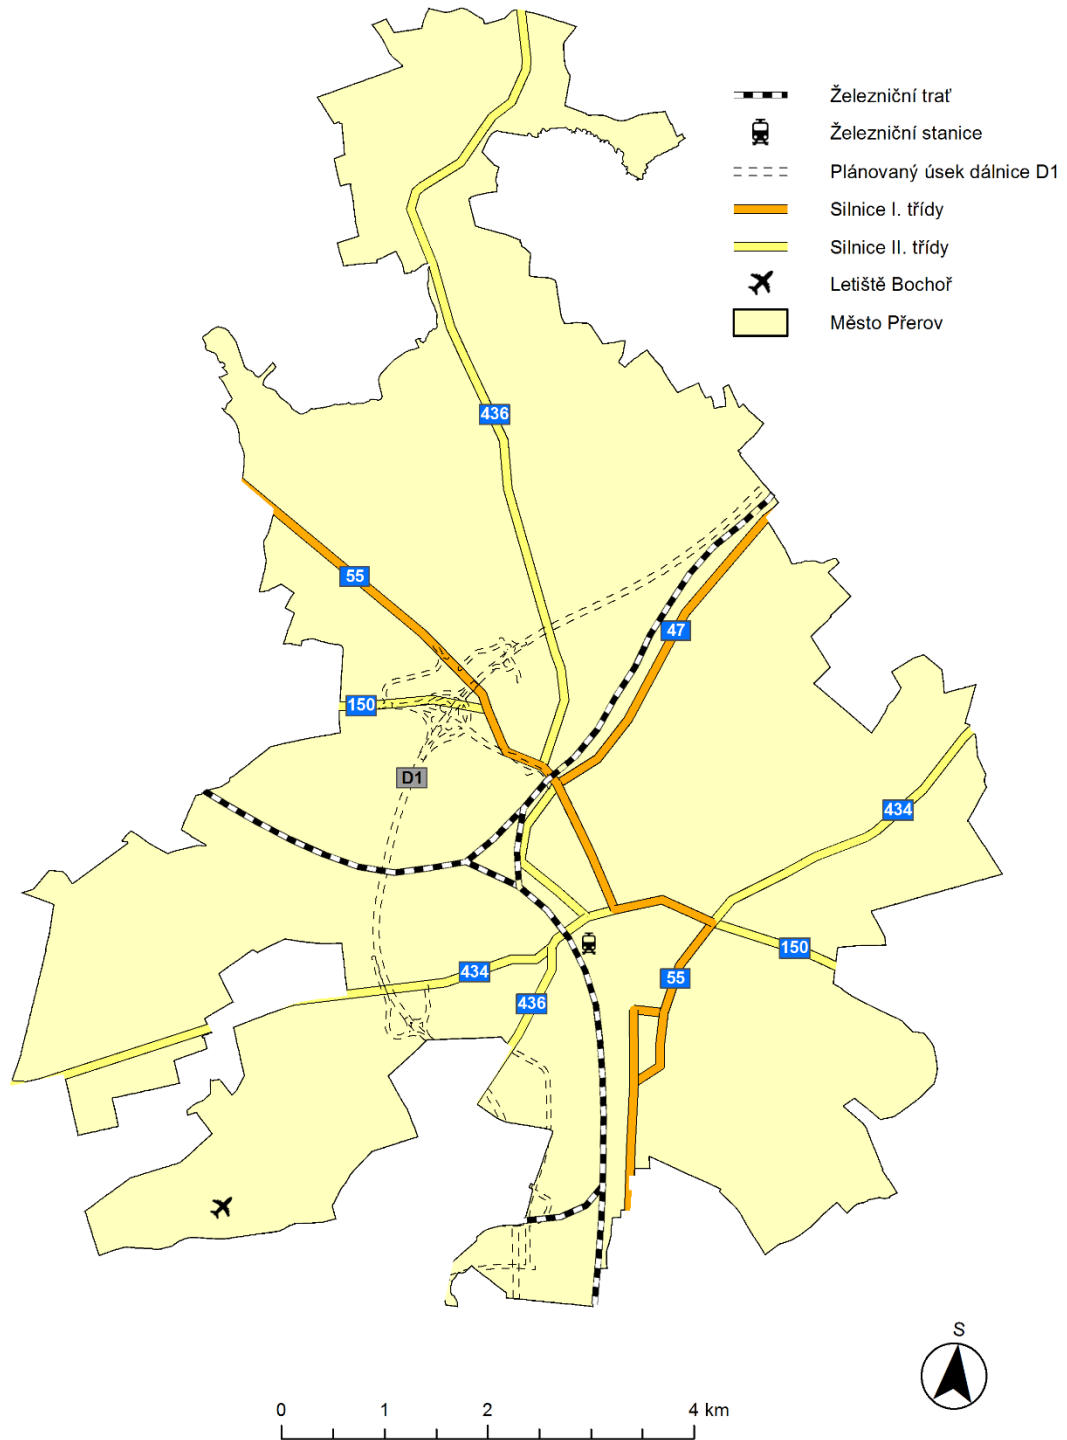 Železniční trať
Železniční stanice
Plánovaný úsek dálnice D1
Silnice I. třídy
Silnice II. třídy
Letiště Bochoř
Město Přerov
436
55
47
150
D1
434
150
434
55
436
S
0 1 2 4 km